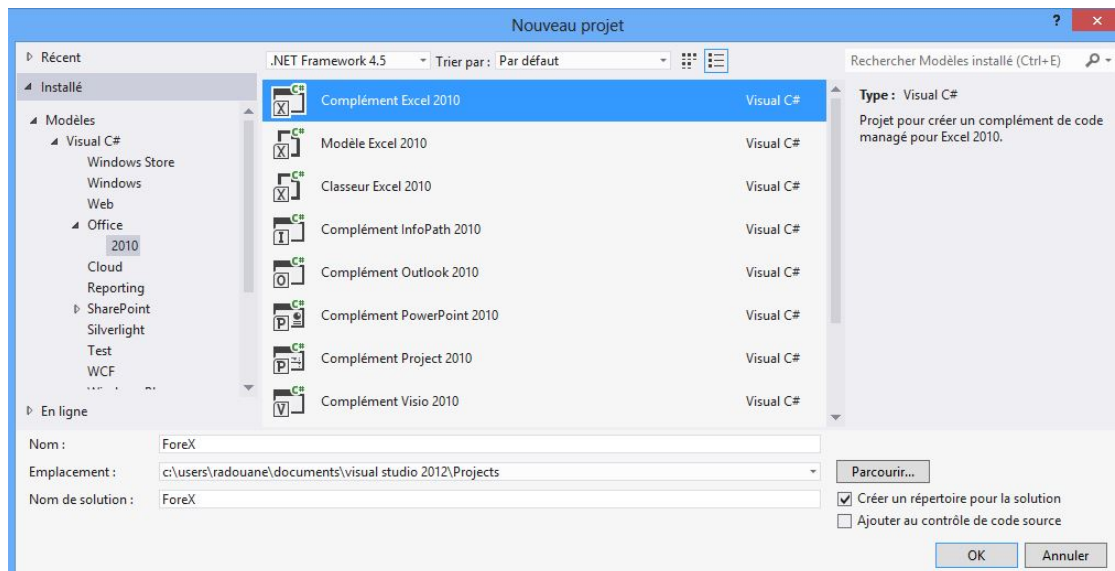 Nouveau projet
?
Récent
Installé
Modèles
Visual C#
Windows Store
Windows
Web
Office
2010
Cloud
Reporting
SharePoint
Silverlight
Test
WCF
En ligne
.NET Framework 4.5 Trier par : Par défaut
C# X Complément Excel 2010 Visual C#
C# X Modèle Excel 2010 Visual C#
C# X Classeur Excel 2010 Visual C#
C# I Complément InfoPath 2010 Visual C#
C# O Complément Outlook 2010 Visual C#
C# P Complément PowerPoint 2010 Visual C#
C# P Complément Project 2010 Visual C#
C# V Complément Visio 2010 Visual C#
Rechercher Modèles installé (Ctrl+E)
Type : Visual C#
Projet pour créer un complément de code
managé pour Excel 2010.
Nom : ForeX
Emplacement : c:\users\radouane\documents\visual studio 2012\Projects
Parcourir...
Nom de solution : ForeX
Créer un répertoire pour la solution
Ajouter au contrôle de code source
OK Annuler